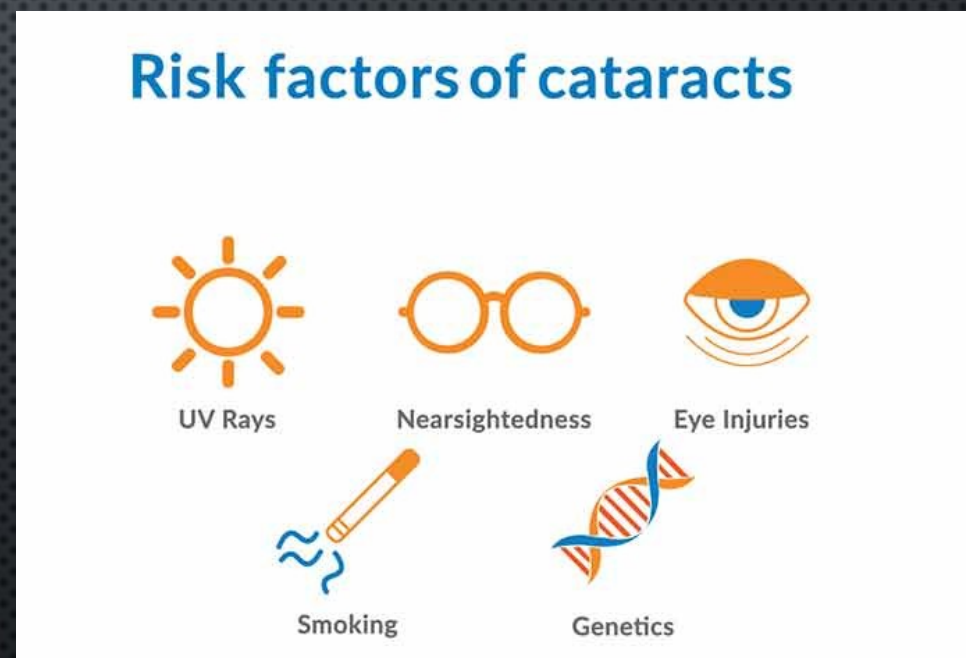 Risk factors of cataracts
UV Rays
Nearsightedness
Eye Injuries
Smoking
Genetics